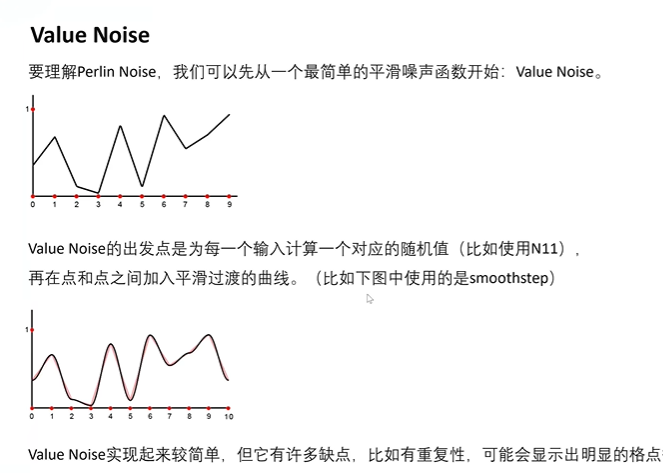 Value Noise
要理解Perlin Noise，我们可以先从一个最简单的平滑噪声函数开始：Value Noise。
1
0 1 2 3 4 5 6 7 8 9
Value Noise的出发点是为每一个输入计算一个对应的随机值（比如使用N11），
再在点和点之间加入平滑过渡的曲线。（比如下图中使用的是smoothstep）
1
0 1 2 3 4 5 6 7 8 9 10
Value Noise实现起来较简单，但它有许多缺点，比如有重复性，可能会显示出明显的格点